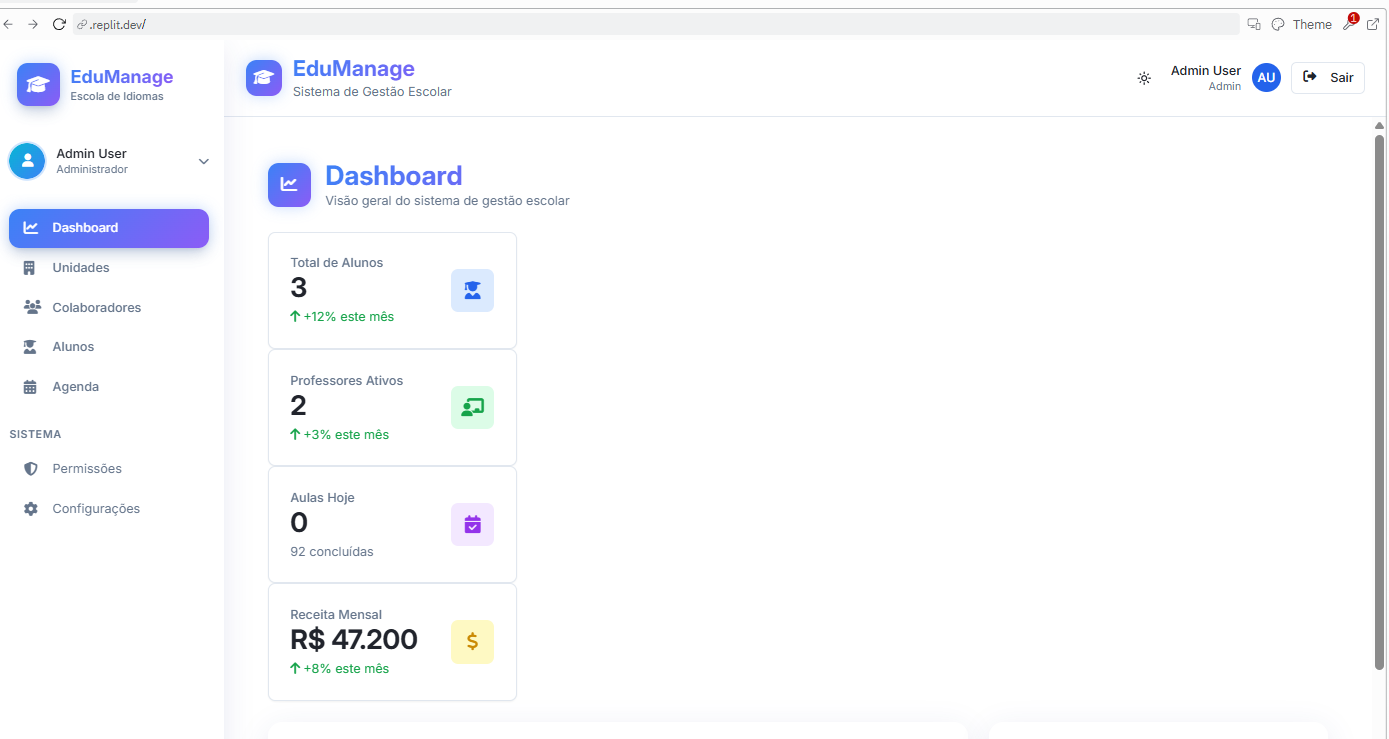 .replit.dev/
Theme
1
EduManage
Escola de Idiomas
EduManage
Sistema de Gestão Escolar
Admin User
Admin
AU
Sair
Admin User
Administrador
Dashboard
Unidades
Colaboradores
Alunos
Agenda
SISTEMA
Permissões
Configurações
Dashboard
Visão geral do sistema de gestão escolar
Total de Alunos
3
+12% este mês
Professores Ativos
2
+3% este mês
Aulas Hoje
0
92 concluídas
Receita Mensal
R$ 47.200
$
+8% este mês